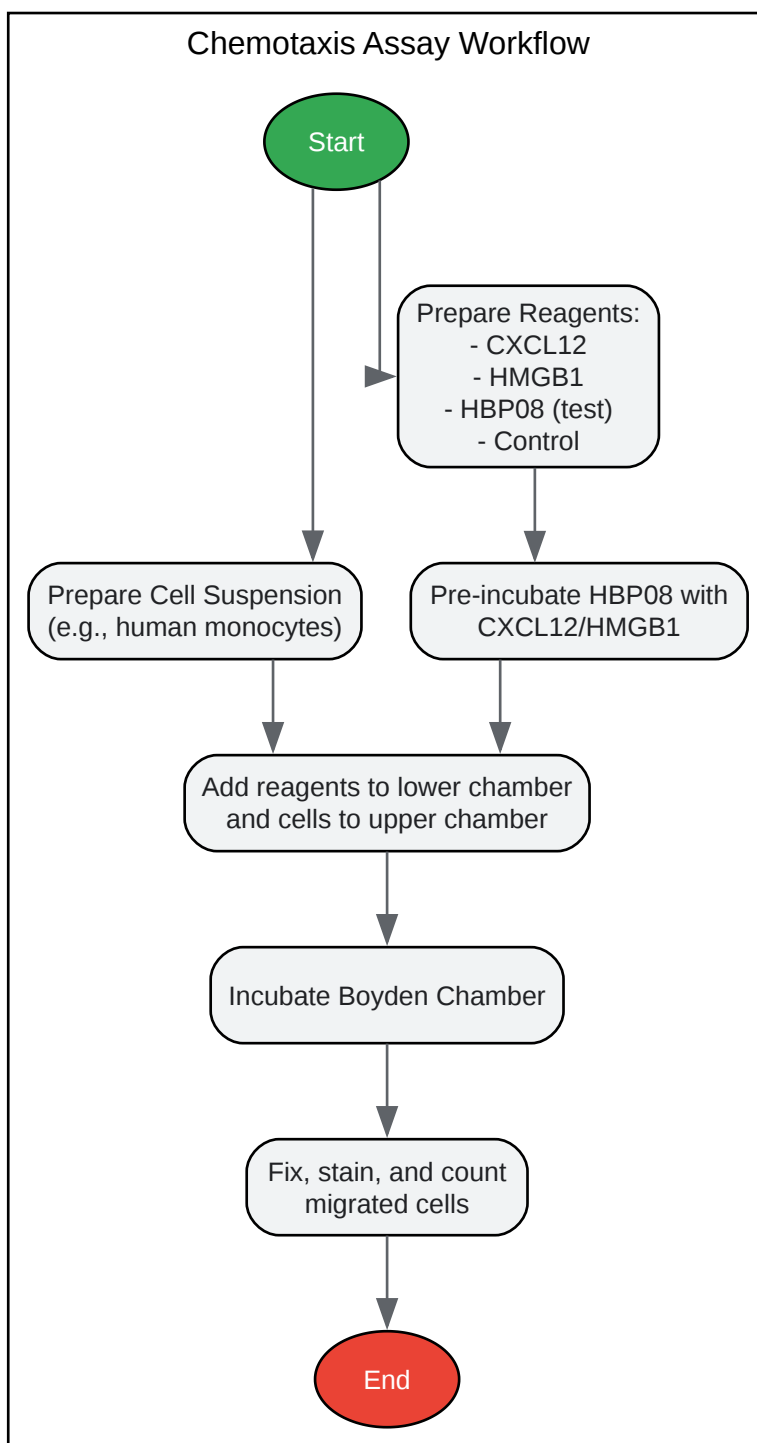 Chemotaxis Assay Workflow
Start
Prepare Reagents:
- CXCL12
- HMGB1
- HBP08 (test)
- Control
Prepare Cell Suspension
(e.g., human monocytes)
Pre-incubate HBP08 with
CXCL12/HMGB1
Add reagents to lower chamber
and cells to upper chamber
Incubate Boyden Chamber
Fix, stain, and count
migrated cells
End